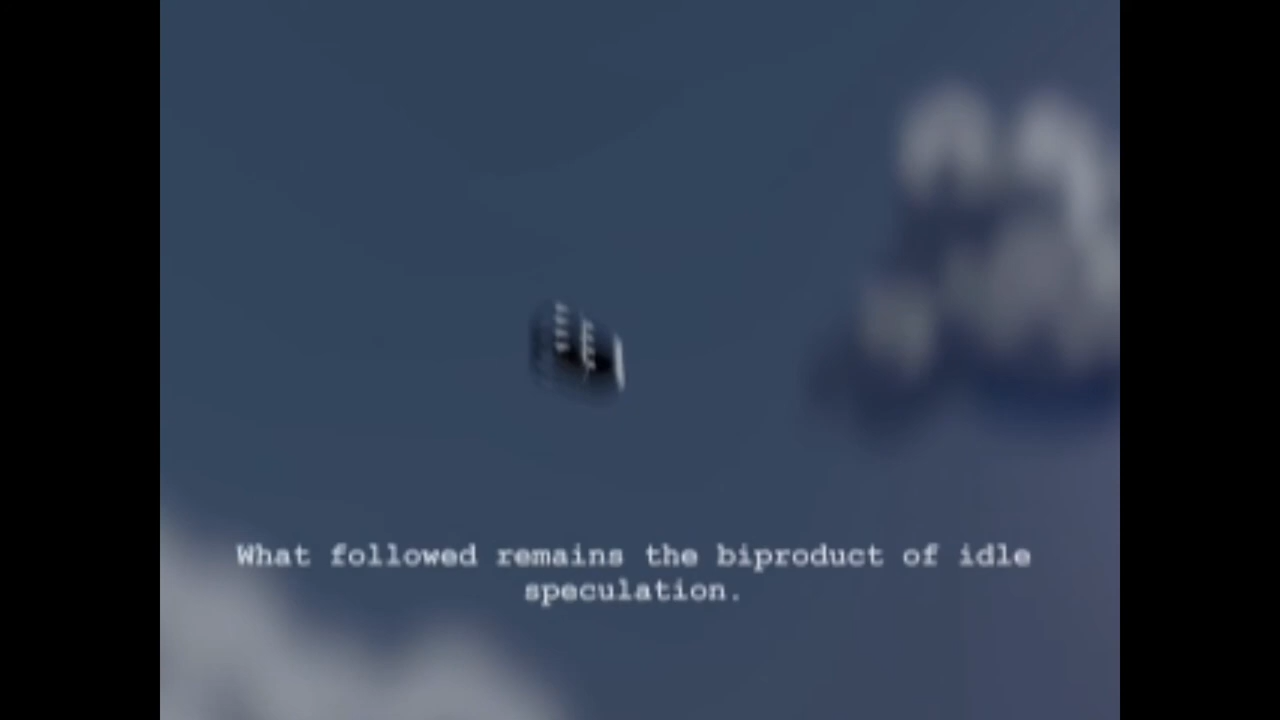 What followed remains the biproduct of idle
speculation.